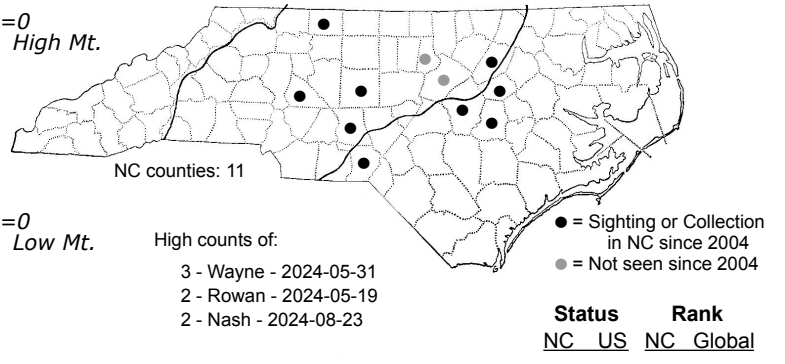 =0
High Mt.
NC counties: 11
=0
Low Mt.
High counts of:
3 - Wayne - 2024-05-31
2 - Rowan - 2024-05-19
2 - Nash - 2024-08-23
= Sighting or Collection
in NC since 2004
= Not seen since 2004
Status Rank
NC US NC Global